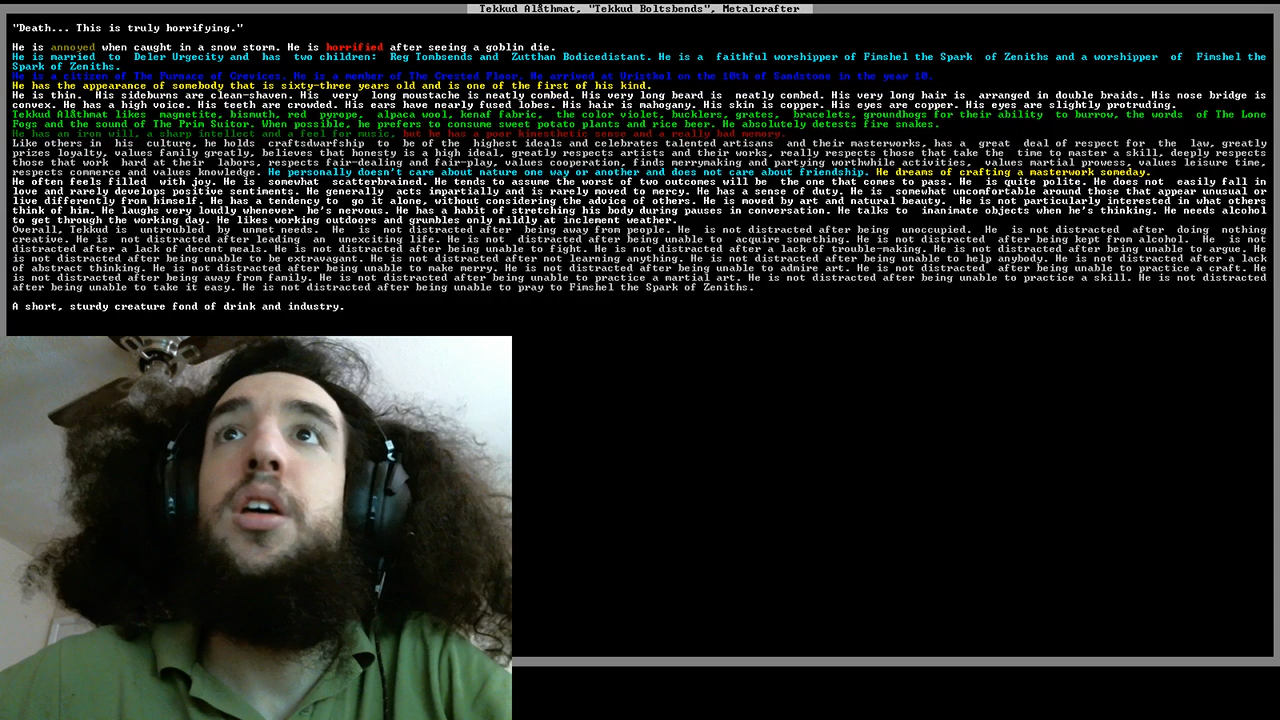 Tekkud Alåthmat, "Tekkud Boltsbends", Metalcrafter
"Death... This is truly horrifying."
He is annoyed when caught in a snow storm. He is horrified after seeing a goblin die.
He is married to Deler Urgecity and has two children: Reg Tombsends and Zutthan Bodicedistant. He is a faithful worshipper of Fimshel the Spark of Zeniths and a worshipper of Fimshel the
Spark of Zeniths.
He is a citizen of The Furnace of Crevices. He is a member of The Crested Floor. He arrived at Uristhol on the 10th of Sandstone in the year 10.
He has the appearance of somebody that is sixty-three years old and is one of the first of his kind.
He is thin. His sideburns are clean-shaven. His very long moustache is neatly combed. His very long beard is neatly combed. His very long hair is arranged in double braids. His nose bridge is
convex. He has a high voice. His teeth are crowded. His ears have nearly fused lobes. His hair is mahogany. His skin is copper. His eyes are copper. His eyes are slightly protruding.
Tekkud Alåthmat likes magnetite, bismuth, red pyrope, alpaca wool, kenaf fabric, the color violet, bucklers, grates, bracelets, groundhogs for their ability to burrow, the words of The Lone
Fogs and the sound of The Prim Suitor. When possible, he prefers to consume sweet potato plants and rice beer. He absolutely detests fire snakes.
He has an iron will, a sharp intellect and a feel for music, but he has a poor kinesthetic sense and a really bad memory.
Like others in his culture, he holds craftsdwarfship to be of the highest ideals and celebrates talented artisans and their masterworks, has a great deal of respect for the law, greatly
prizes loyalty, values family greatly, believes that honesty is a high ideal, greatly respects artists and their works, really respects those that take the time to master a skill, deeply respects
those that work hard at their labors, respects fair-dealing and fair-play, values cooperation, finds merrymaking and partying worthwhile activities, values martial prowess, values leisure time,
respects commerce and values knowledge. He personally doesn't care about nature one way or another and does not care about friendship. He dreams of crafting a masterwork someday.
He often feels filled with joy. He is somewhat scatterbrained. He tends to assume the worst of two outcomes will be the one that comes to pass. He is quite polite. He does not easily fall in
love and rarely develops positive sentiments. He generally acts impartially and is rarely moved to mercy. He has a sense of duty. He is somewhat uncomfortable around those that appear unusual or
live differently from himself. He has a tendency to go it alone, without considering the advice of others. He is moved by art and natural beauty. He is not particularly interested in what others
think of him. He laughs very loudly whenever he's nervous. He has a habit of stretching his body during pauses in conversation. He talks to inanimate objects when he's thinking. He needs alcohol
to get through the working day. He likes working outdoors and grumbles only mildly at inclement weather.
Overall, Tekkud is untroubled by unmet needs. He is not distracted after being away from people. He is not distracted after being unoccupied. He is not distracted after doing nothing
creative. He is not distracted after leading an unexciting life. He is not distracted after being unable to acquire something. He is not distracted after being kept from alcohol. He is not
distracted after a lack of decent meals. He is not distracted after being unable to fight. He is not distracted after a lack of trouble-making. He is not distracted after being unable to argue. He
is not distracted after being unable to be extravagant. He is not distracted after not learning anything. He is not distracted after being unable to help anybody. He is not distracted after a lack
of abstract thinking. He is not distracted after being unable to make merry. He is not distracted after being unable to admire art. He is not distracted after being unable to practice a craft. He
is not distracted after being away from family. He is not distracted after being unable to practice a martial art. He is not distracted after being unable to practice a skill. He is not distracted
after being unable to take it easy. He is not distracted after being unable to pray to Fimshel the Spark of Zeniths.
A short, sturdy creature fond of drink and industry.